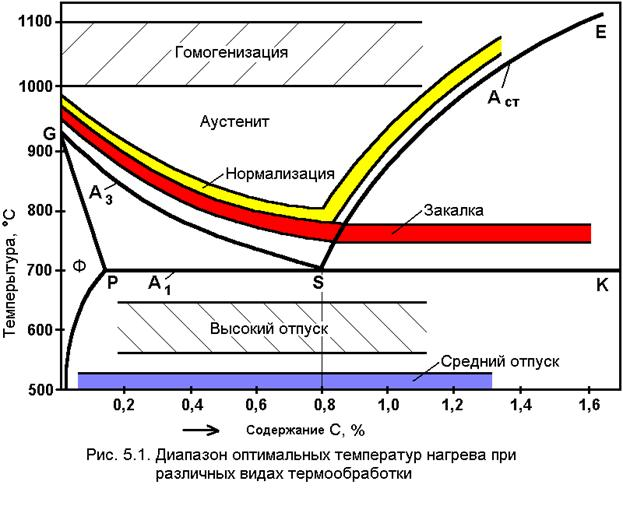 1100
Гомогенизация
E
1000
A ст
Аустенит
G
900
Нормализация
A3
800
Закалка
Температура, °С
Ф
700
P
A1
S
K
600
Высокий отпуск
Средний отпуск
500
0,2
0,4
0,6
0,8
1,0
1,2
1,4
1,6
Содержание С, %
Рис. 5.1. Диапазон оптимальных температур нагрева при
различных видах термообработки